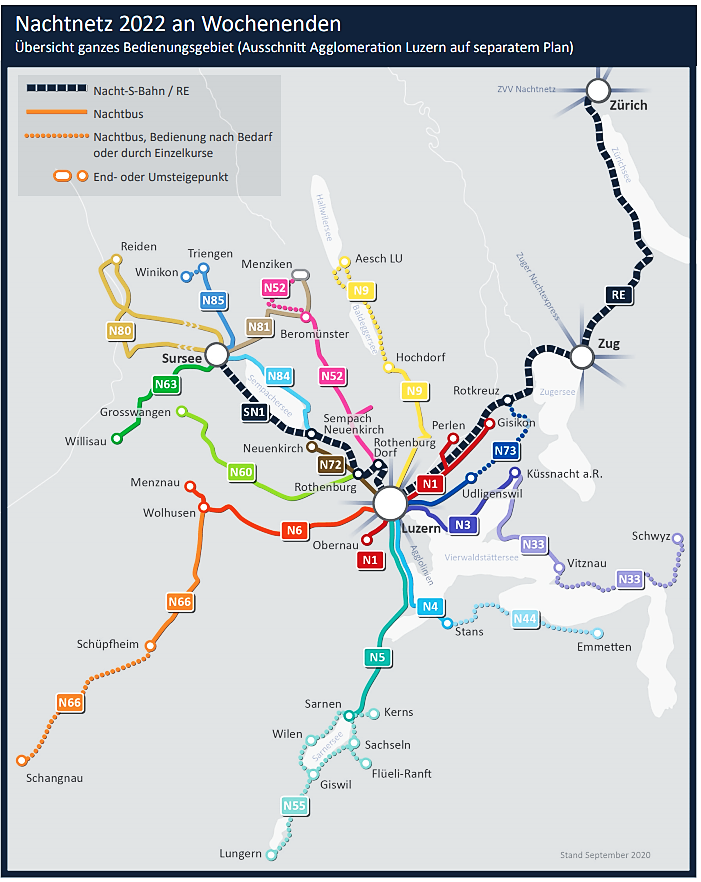 Nachtnetz 2022 an Wochenenden
Übersicht ganzes Bedienungsgebiet (Ausschnitt Agglomeration Luzern auf separatem Plan)
Nacht-S-Bahn / RE
Nachtbus
Nachtbus, Bedienung nach Bedarf
oder durch Einzelkurse
End- oder Umsteigepunkt
ZVV Nachtnetz
Zürich
Zürichsee
Hallwilersee
Reiden
Triengen
Winikon
Menziken
Aesch LU
Zuger Nachtexpress
N52
N9
RE
N85
Baldeggersee
N80
N81
Beromünster
Zug
Sursee
Hochdorf
N63
N84
N52
Zugersee
Sempachersee
N9
Rotkreuz
Grosswangen
SN1
Sempach
Neuenkirch
Perlen
Gisikon
Willisau
Neuenkirch
Rothenburg
Dorf
N73
N72
N60
Küssnacht a.R.
Menznau
Rothenburg
N1
Udligenswil
Wolhusen
N6
Luzern
N3
Obernau
N33
Schwyz
N1
Agglolinien
Vierwaldstättersee
Vitznau
N33
N66
N4
N44
Stans
Schüpfheim
N5
Emmetten
N66
Sarnen
Kerns
Wilen
Sarnersee
Sachseln
Flüeli-Ranft
Schangnau
Giswil
N55
Lungern
Stand September 2020